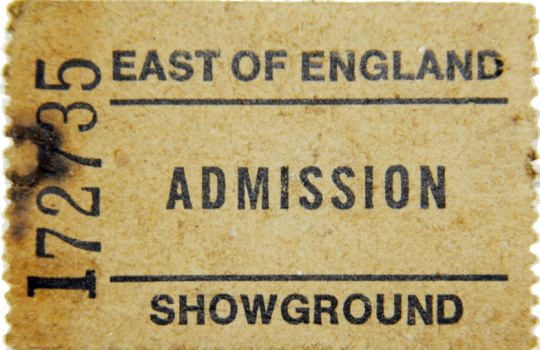 EAST OF ENGLAND
ADMISSION
SHOWGROUND
172735